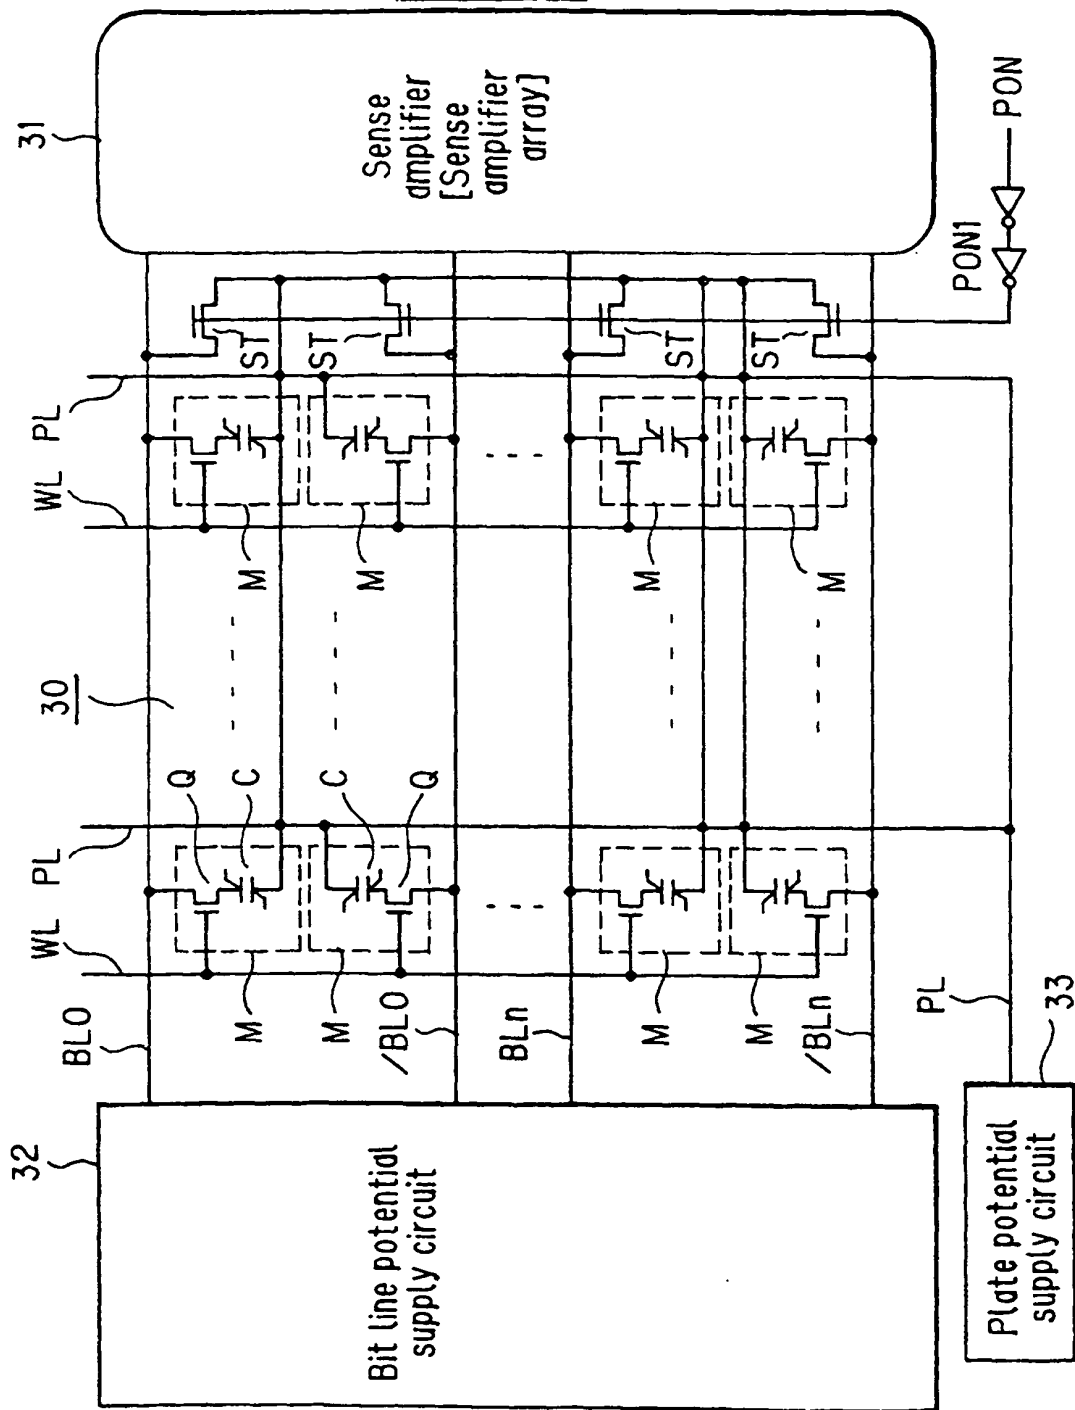 32
31
WL
PL
30
WL
PL
BL0
Q
M
C
M
ST
M
C
M
ST
/BL0
Q
Bit line potential
supply circuit
Sense
amplifier
[Sense
amplifier
array]
BLn
M
M
ST
M
M
ST
/BLn
PL
PON1
PON
Plate potential
supply circuit
33